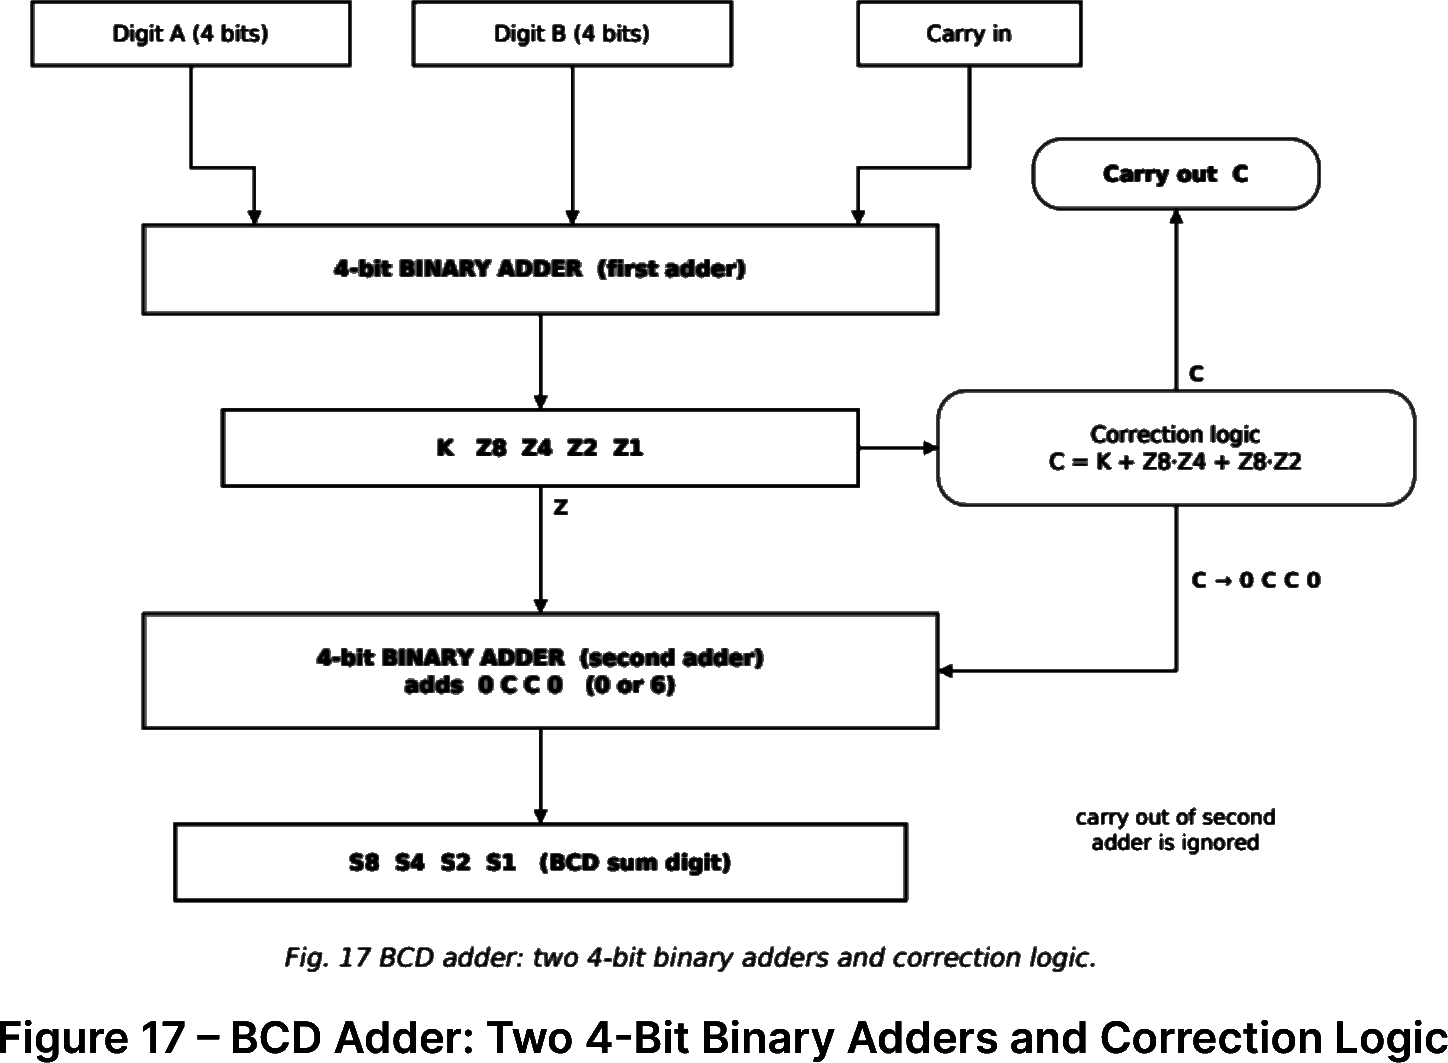 Digit A (4 bits)
Digit B (4 bits)
Carry in
Carry out C
4-bit BINARY ADDER (first adder)
C
K Z8 Z4 Z2 Z1
Correction logic
C = K + Z8·Z4 + Z8·Z2
Z
C → 0 C C 0
4-bit BINARY ADDER (second adder)
adds 0 C C 0 (0 or 6)
carry out of second
adder is ignored
S8 S4 S2 S1 (BCD sum digit)
Fig. 17 BCD adder: two 4-bit binary adders and correction logic.
Figure 17 – BCD Adder: Two 4-Bit Binary Adders and Correction Logic